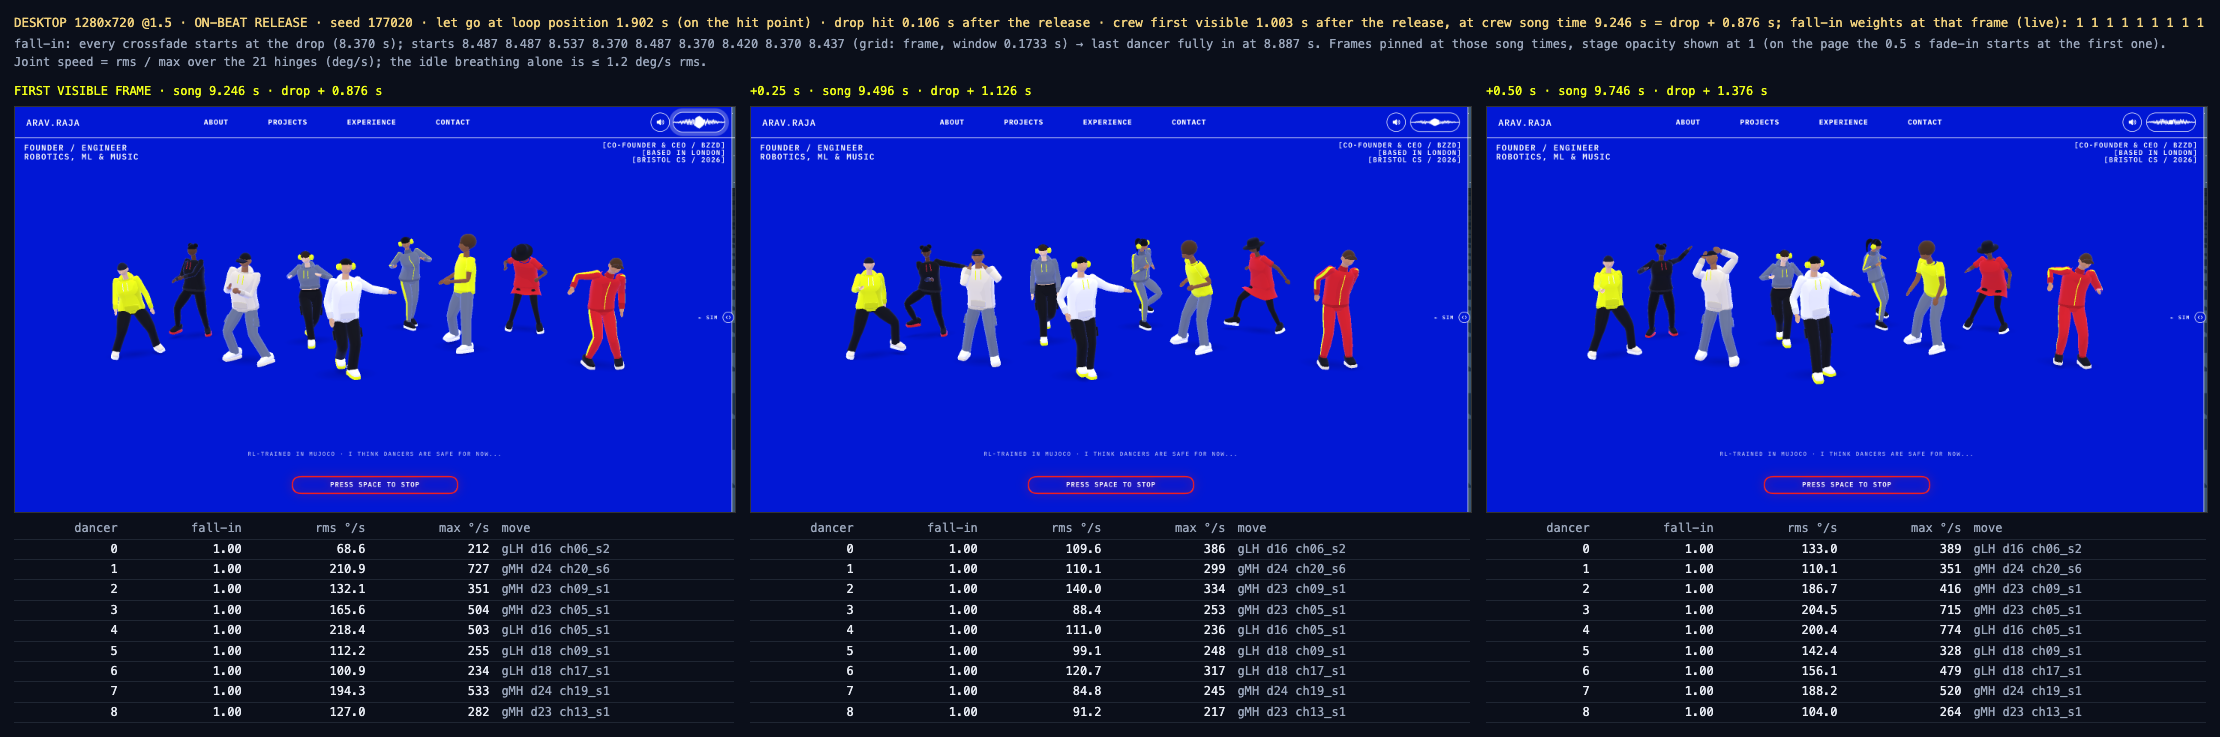 DESKTOP 1280x720 @1.5 · ON-BEAT RELEASE · seed 177020 · let go at loop position 1.902 s (on the hit point) · drop hit 0.106 s after the release · crew first visible 1.003 s after the release, at crew song time 9.246 s = drop + 0.876 s; fall-in weights at that frame (live): 1 1 1 1 1 1 1 1 1
fall-in: every crossfade starts at the drop (8.370 s); starts 8.487 8.487 8.537 8.370 8.487 8.370 8.420 8.370 8.437 (grid: frame, window 0.1733 s) → last dancer fully in at 8.887 s. Frames pinned at those song times, stage opacity shown at 1 (on the page the 0.5 s fade-in starts at the first one).
Joint speed = rms / max over the 21 hinges (deg/s); the idle breathing alone is ≤ 1.2 deg/s rms.
FIRST VISIBLE FRAME · song 9.246 s · drop + 0.876 s
ARAV.RAJA ABOUT PROJECTS EXPERIENCE CONTACT
FOUNDER / ENGINEER
ROBOTICS, ML & MUSIC
[CO-FOUNDER & CEO / BZZD]
[BASED IN LONDON]
[BRISTOL CS / 2026]
← SIM
RL-TRAINED IN MUJOCO · I THINK DANCERS ARE SAFE FOR NOW...
PRESS SPACE TO STOP
dancer fall-in rms °/s max °/s move
0 1.00 68.6 212 gLH d16 ch06_s2
1 1.00 210.9 727 gMH d24 ch20_s6
2 1.00 132.1 351 gMH d23 ch09_s1
3 1.00 165.6 504 gMH d23 ch05_s1
4 1.00 218.4 503 gLH d16 ch05_s1
5 1.00 112.2 255 gLH d18 ch09_s1
6 1.00 100.9 234 gLH d18 ch17_s1
7 1.00 194.3 533 gMH d24 ch19_s1
8 1.00 127.0 282 gMH d23 ch13_s1
+0.25 s · song 9.496 s · drop + 1.126 s
ARAV.RAJA ABOUT PROJECTS EXPERIENCE CONTACT
FOUNDER / ENGINEER
ROBOTICS, ML & MUSIC
[CO-FOUNDER & CEO / BZZD]
[BASED IN LONDON]
[BRISTOL CS / 2026]
← SIM
RL-TRAINED IN MUJOCO · I THINK DANCERS ARE SAFE FOR NOW...
PRESS SPACE TO STOP
dancer fall-in rms °/s max °/s move
0 1.00 109.6 386 gLH d16 ch06_s2
1 1.00 110.1 299 gMH d24 ch20_s6
2 1.00 140.0 334 gMH d23 ch09_s1
3 1.00 88.4 253 gMH d23 ch05_s1
4 1.00 111.0 236 gLH d16 ch05_s1
5 1.00 99.1 248 gLH d18 ch09_s1
6 1.00 120.7 317 gLH d18 ch17_s1
7 1.00 84.8 245 gMH d24 ch19_s1
8 1.00 91.2 217 gMH d23 ch13_s1
+0.50 s · song 9.746 s · drop + 1.376 s
ARAV.RAJA ABOUT PROJECTS EXPERIENCE CONTACT
FOUNDER / ENGINEER
ROBOTICS, ML & MUSIC
[CO-FOUNDER & CEO / BZZD]
[BASED IN LONDON]
[BRISTOL CS / 2026]
← SIM
RL-TRAINED IN MUJOCO · I THINK DANCERS ARE SAFE FOR NOW...
PRESS SPACE TO STOP
dancer fall-in rms °/s max °/s move
0 1.00 133.0 389 gLH d16 ch06_s2
1 1.00 110.1 351 gMH d24 ch20_s6
2 1.00 186.7 416 gMH d23 ch09_s1
3 1.00 204.5 715 gMH d23 ch05_s1
4 1.00 200.4 774 gLH d16 ch05_s1
5 1.00 142.4 328 gLH d18 ch09_s1
6 1.00 156.1 479 gLH d18 ch17_s1
7 1.00 188.2 520 gMH d24 ch19_s1
8 1.00 104.0 264 gMH d23 ch13_s1